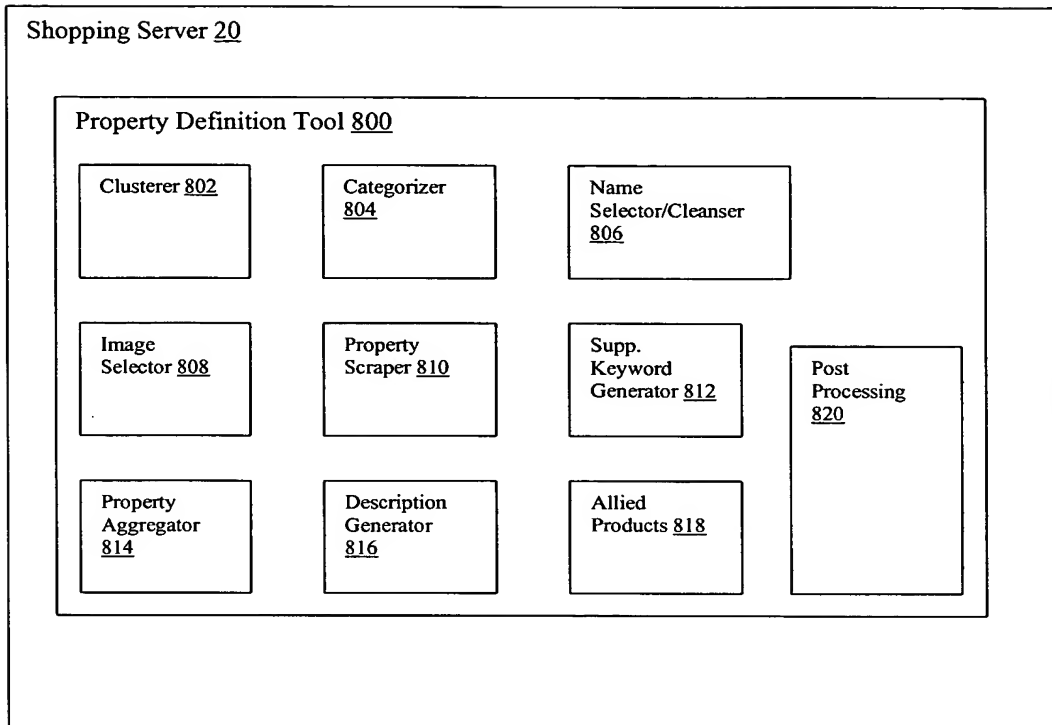 Shopping Server 20
Property Definition Tool 800
Clusterer 802
Categorizer
804
Name
Selector/Cleanser
806
Image
Selector 808
Property
Scraper 810
Supp.
Keyword
Generator 812
Post
Processing
820
Property
Aggregator
814
Description
Generator
816
Allied
Products 818